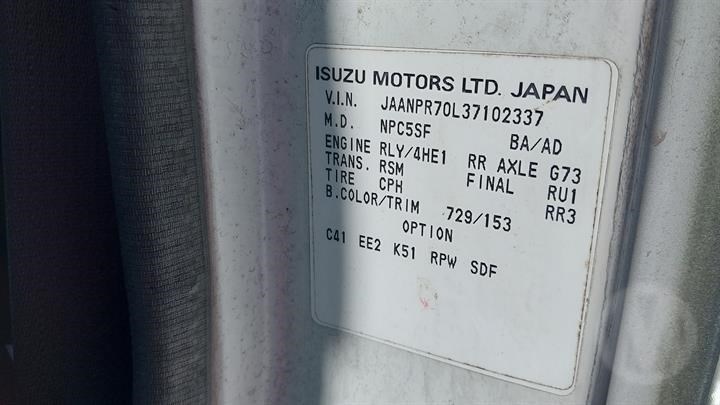 ISUZU MOTORS LTD. JAPAN
V.I.N. JAANPR70L37102337
M.D. NPC5SF BA/AD
ENGINE RLY/4HE1 RR AXLE G73
TRANS. RSM FINAL RU1
TIRE CPH RR3
B.COLOR/TRIM 729/153
OPTION
C41 EE2 K51 RPW SDF